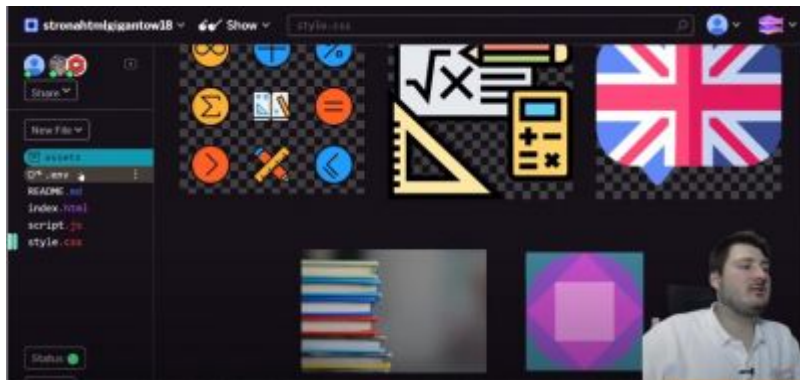 stronahtmlgigantow18 Show style.css
Share
New File
assets
.env
README.md
index.html
script.js
style.css
Status